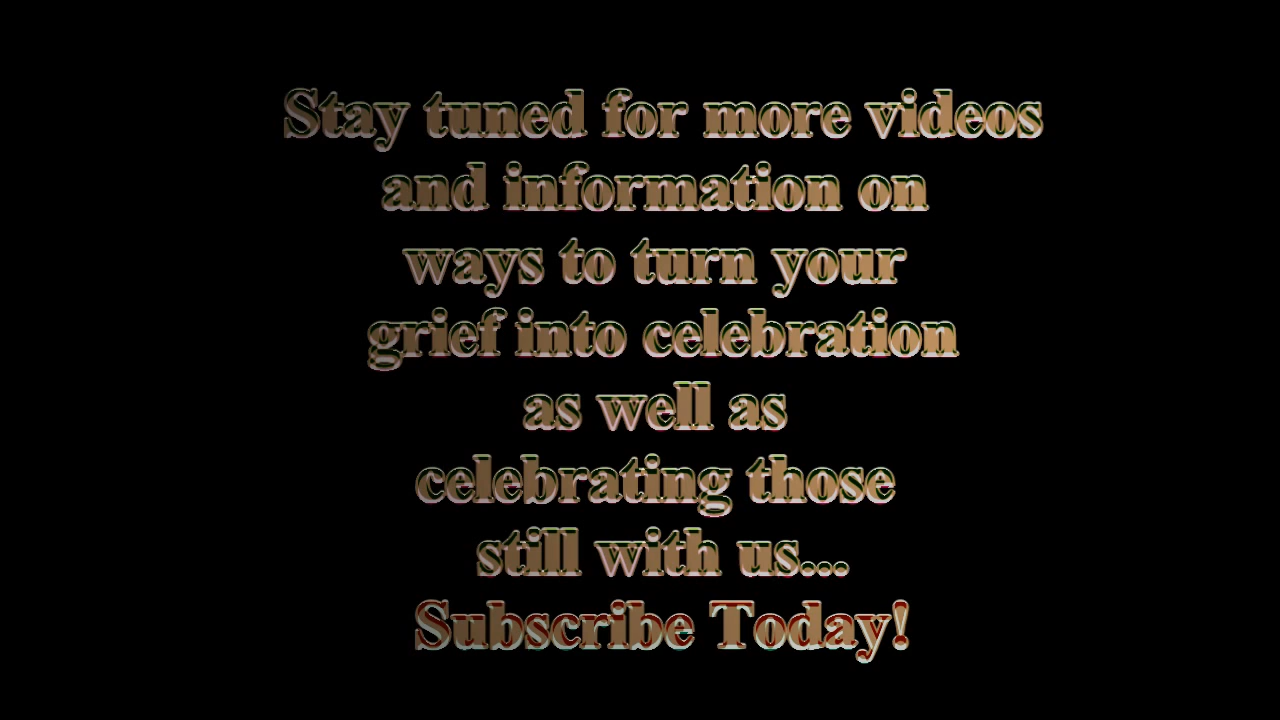 Stay tuned for more videos
and information on
ways to turn your
grief into celebration
as well as
celebrating those
still with us...
Subscribe Today!